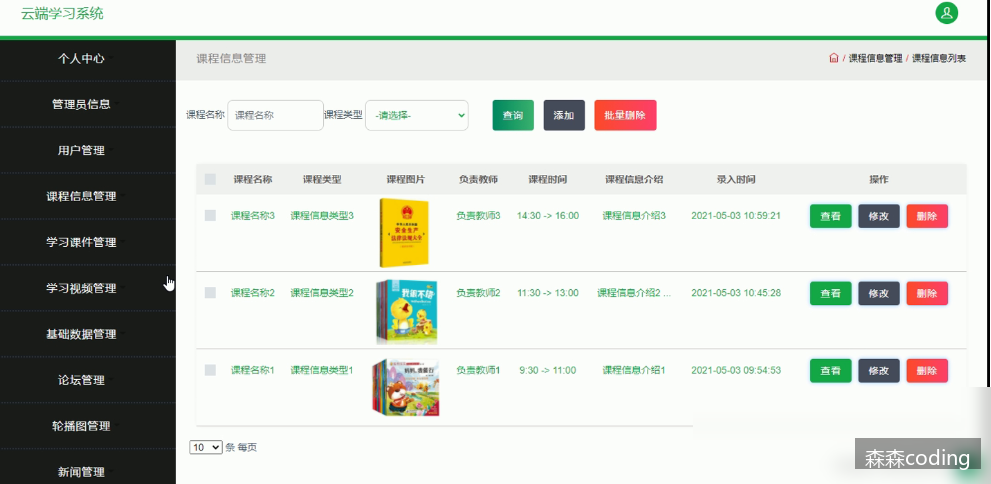 云端学习系统
个人中心
管理员信息
用户管理
课程信息管理
学习课件管理
学习视频管理
基础数据管理
论坛管理
轮播图管理
新闻管理
课程信息管理
/ 课程信息管理 / 课程信息列表
课程名称 课程名称 课程类型 -请选择- 查询 添加 批量删除
课程名称 课程类型 课程图片 负责教师 课程时间 课程信息介绍 录入时间 操作
课程名称3 课程信息类型3 负责教师3 14:30 -> 16:00 课程信息介绍3 2021-05-03 10:59:21 查看 修改 删除
安全生产
法律法规大全
课程名称2 课程信息类型2 负责教师2 11:30 -> 13:00 课程信息介绍2 ... 2021-05-03 10:45:28 查看 修改 删除
课程名称1 课程信息类型1 负责教师1 9:30 -> 11:00 课程信息介绍1 2021-05-03 09:54:53 查看 修改 删除
10 条 每页
森森coding